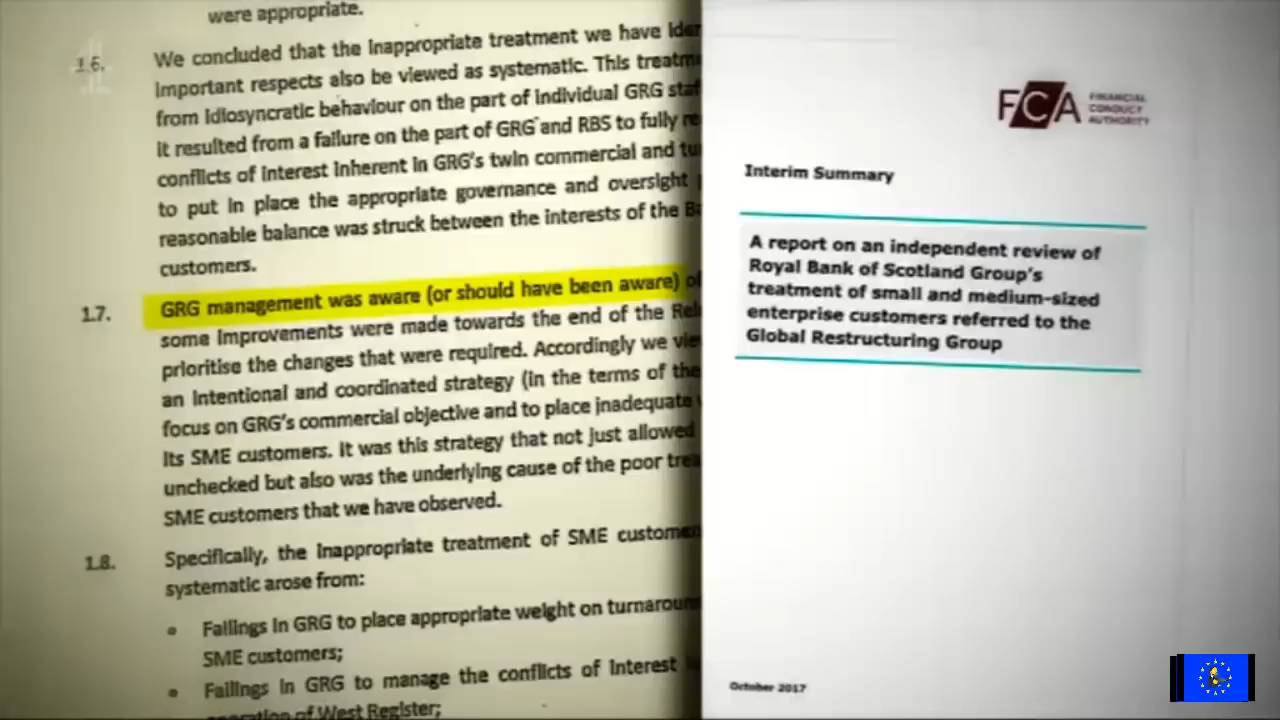 were appropriate.
1.6.
We concluded that the inappropriate treatment we have
important respects also be viewed as systematic. This
from idiosyncratic behaviour on the part of individual GRG
it resulted from a failure on the part of GRG and RBS to fully
conflicts of interest inherent in GRG's twin commercial and
to put in place the appropriate governance and oversight
reasonable balance was struck between the interests of the
customers.
1.7.
GRG management was aware (or should have been aware)
some improvements were made towards the end of the
prioritise the changes that were required. Accordingly we
an intentional and coordinated strategy (in the terms of the
focus on GRG's commercial objective and to place inadequate
its SME customers. It was this strategy that not just allowed
unchecked but also was the underlying cause of the poor
SME customers that we have observed.
1.8.
Specifically, the inappropriate treatment of SME
systematic arose from:
• Failings in GRG to place appropriate weight on
SME customers;
• Failings in GRG to manage the conflicts of interest
operation of West Register;
FCA FINANCIAL
CONDUCT
AUTHORITY
Interim Summary
A report on an independent review of
Royal Bank of Scotland Group's
treatment of small and medium-sized
enterprise customers referred to the
Global Restructuring Group
October 2017